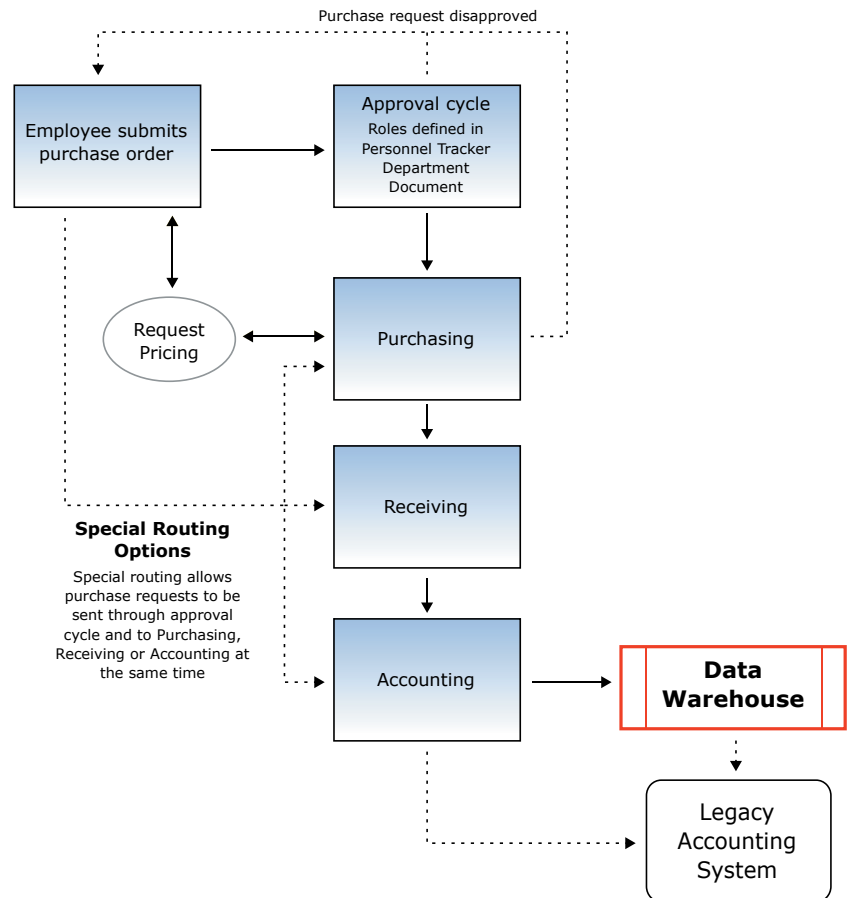 Purchase request disapproved
Employee submits
purchase order
Approval cycle
Roles defined in
Personnel Tracker
Department
Document
Request
Pricing
Purchasing
Receiving
Special Routing
Options
Special routing allows
purchase requests to be
sent through approval
cycle and to Purchasing,
Receiving or Accounting at
the same time
Accounting
Data
Warehouse
Legacy
Accounting
System